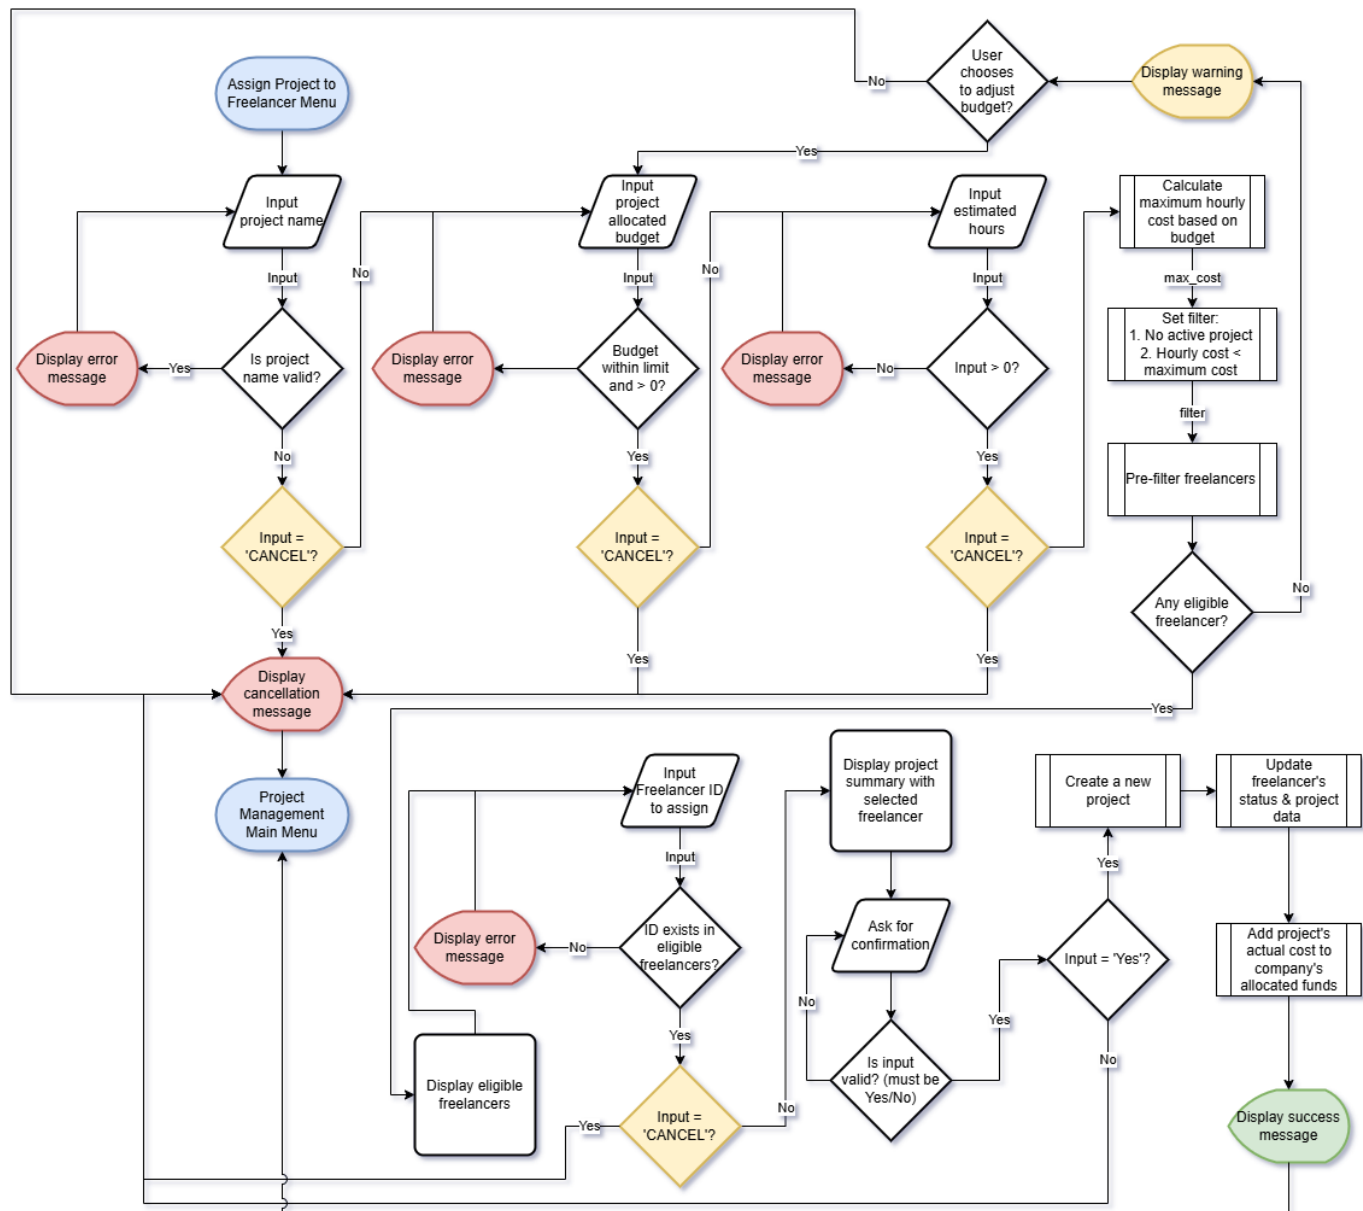 User
chooses
to adjust
budget?
Display warning
message
No
Assign Project to
Freelancer Menu
Yes
Input
project name
Input
project
allocated
budget
Input
estimated
hours
Calculate
maximum hourly
cost based on
budget
No
No
Input
Input
Input
max_cost
Set filter:
1. No active project
2. Hourly cost <
maximum cost
Display error
message
Yes
Is project
name valid?
Display error
message
Budget
within limit
and > 0?
Display error
message
No
Input > 0?
filter
No
Yes
Yes
Pre-filter freelancers
Input =
'CANCEL'?
Input =
'CANCEL'?
Input =
'CANCEL'?
No
Any eligible
freelancer?
Yes
Yes
Yes
Display
cancellation
message
Yes
Project
Management
Main Menu
Input
Freelancer ID
to assign
Display project
summary with
selected
freelancer
Create a new
project
Update
freelancer's
status & project
data
Input
Yes
Display error
message
No
ID exists in
eligible
freelancers?
Ask for
confirmation
Input = 'Yes'?
Add project's
actual cost to
company's
allocated funds
No
Yes
Yes
No
Display eligible
freelancers
Is input
valid? (must be
Yes/No)
Yes
Input =
'CANCEL'?
No
Display success
message